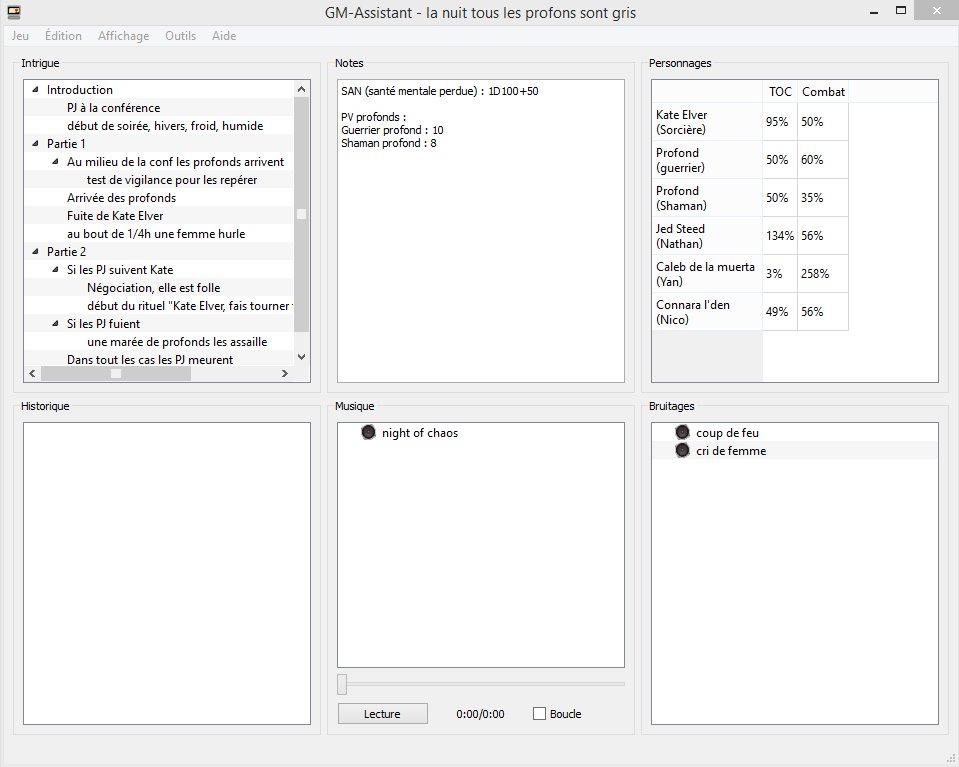 GM-Assistant - la nuit tous les profons sont gris
Jeu Édition Affichage Outils Aide
Intrigue
Introduction
PJ à la conférence
début de soirée, hivers, froid, humide
Partie 1
Au milieu de la conf les profonds arrivent
test de vigilance pour les repérer
Arrivée des profonds
Fuite de Kate Elver
au bout de 1/4h une femme hurle
Partie 2
Si les PJ suivent Kate
Négociation, elle est folle
début du rituel "Kate Elver, fais tourner
Si les PJ fuient
une marée de profonds les assaille
Dans tout les cas les PJ meurent
Notes
SAN (santé mentale perdue) : 1D100+50
PV profonds :
Guerrier profond : 10
Shaman profond : 8
Personnages
TOC Combat
Kate Elver
(Sorcière) 95% 50%
Profond
(guerrier) 50% 60%
Profond
(Shaman) 50% 35%
Jed Steed
(Nathan) 134% 56%
Caleb de la muerta
(Yan) 3% 258%
Connara l'den
(Nico) 49% 56%
Historique
Musique
night of chaos
Lecture 0:00/0:00 Boucle
Bruitages
coup de feu
cri de femme